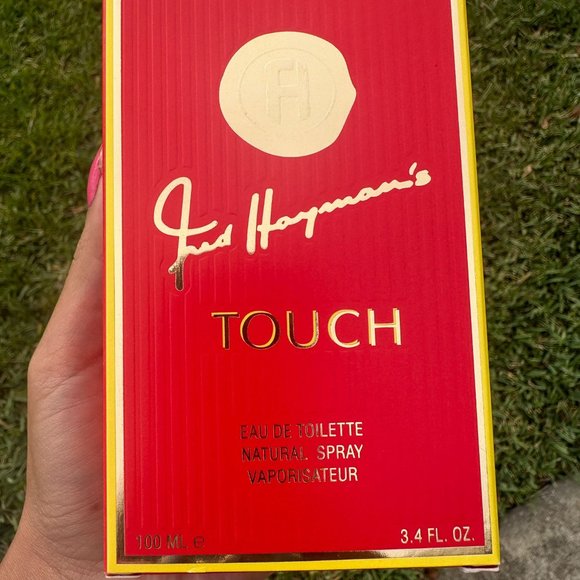 FH
Fred Hayman's
TOUCH
EAU DE TOILETTE
NATURAL SPRAY
VAPORISATEUR
100 ML ℮
3.4 FL. OZ.